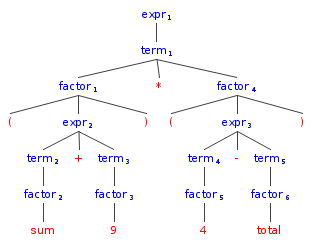 expr₁
term₁
factor₁ * factor₄
( expr₂ ) ( expr₃ )
term₂ + term₃ term₄ - term₅
factor₂ factor₃ factor₅ factor₆
sum 9 4 total